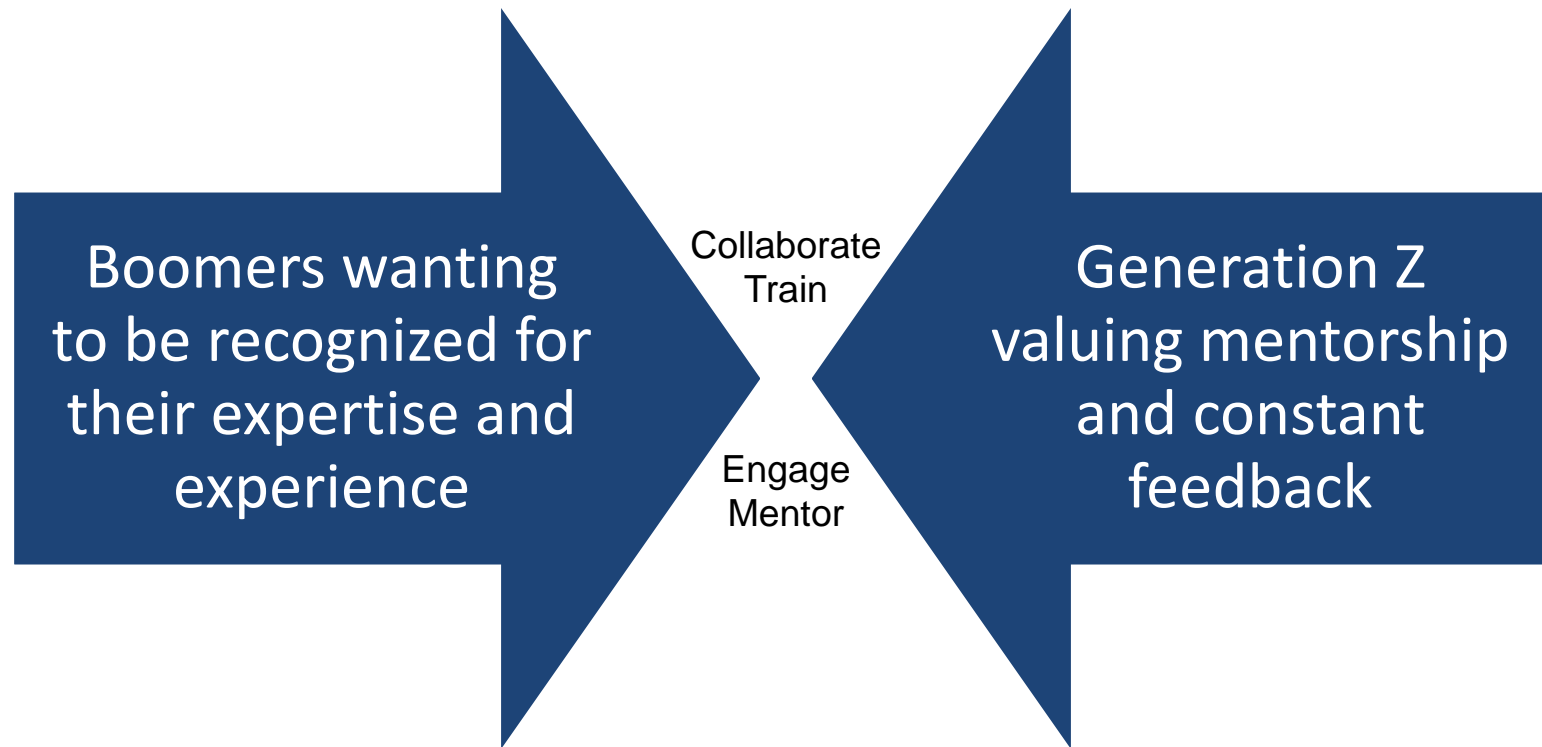 Boomers wanting
to be recognized for
their expertise and
experience
Collaborate
Train
Engage
Mentor
Generation Z
valuing mentorship
and constant
feedback